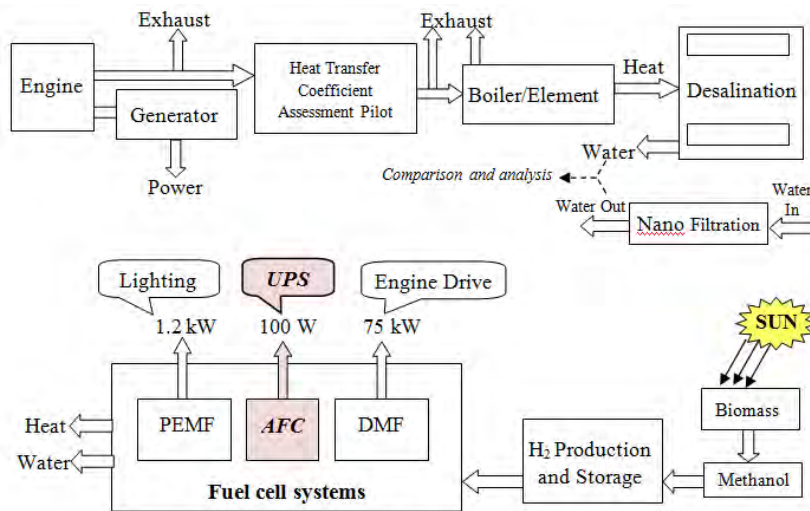 Exhaust
Exhaust
Engine
Heat Transfer
Coefficient
Assessment Pilot
Heat
Boiler/Element
Desalination
Generator
Power
Water
Comparison and analysis
Water Out
Nano Filtration
Water
In
Lighting
UPS
Engine Drive
1.2 kW
100 W
75 kW
SUN
PEMF
AFC
DMF
Heat
Water
Fuel cell systems
H2 Production
and Storage
Biomass
Methanol